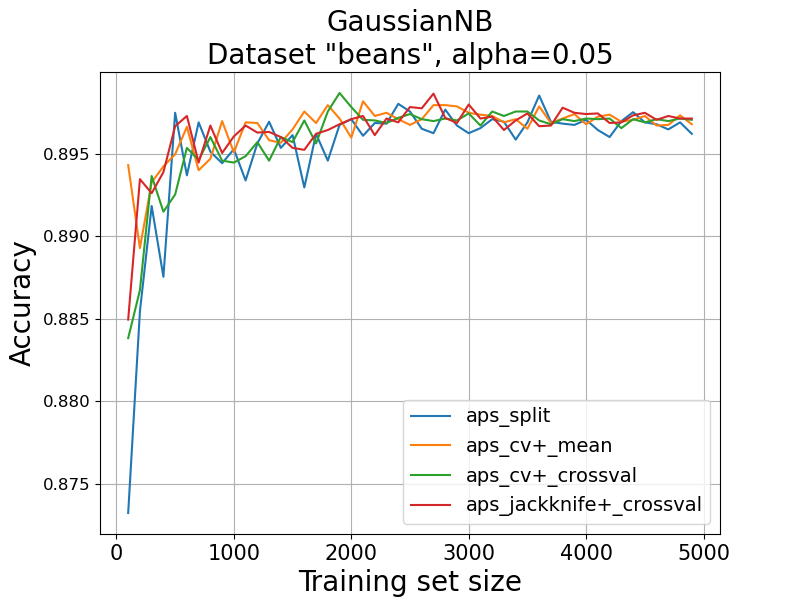 GaussianNB
Dataset "beans", alpha=0.05
Accuracy
0.895
0.890
0.885
0.880
0.875
aps_split
aps_cv+_mean
aps_cv+_crossval
aps_jackknife+_crossval
0 1000 2000 3000 4000 5000
Training set size